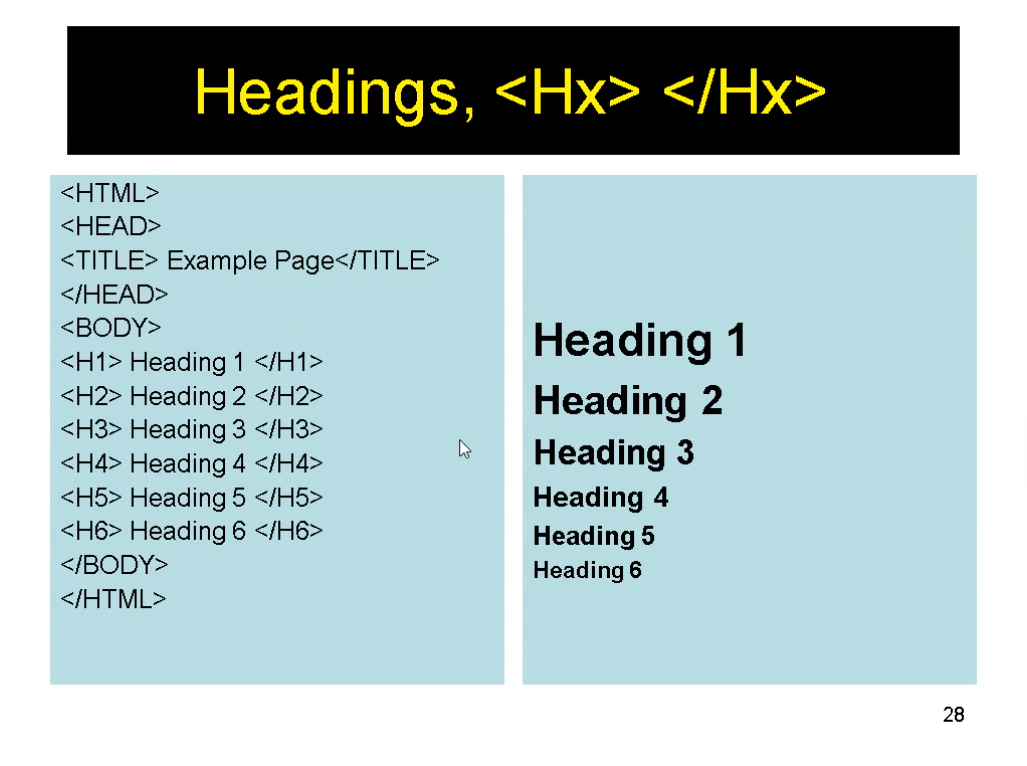 Headings, <Hx> </Hx>
<HTML>
<HEAD>
<TITLE> Example Page</TITLE>
</HEAD>
<BODY>
<H1> Heading 1 </H1>
<H2> Heading 2 </H2>
<H3> Heading 3 </H3>
<H4> Heading 4 </H4>
<H5> Heading 5 </H5>
<H6> Heading 6 </H6>
</BODY>
</HTML>
Heading 1
Heading 2
Heading 3
Heading 4
Heading 5
Heading 6
28